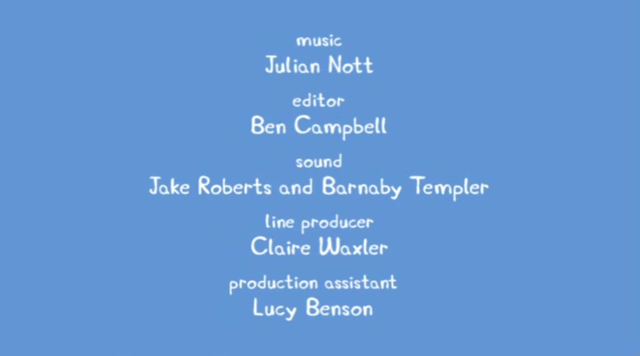 music
Julian Nott
editor
Ben Campbell
sound
Jake Roberts and Barnaby Templer
line producer
Claire Waxler
production assistant
Lucy Benson